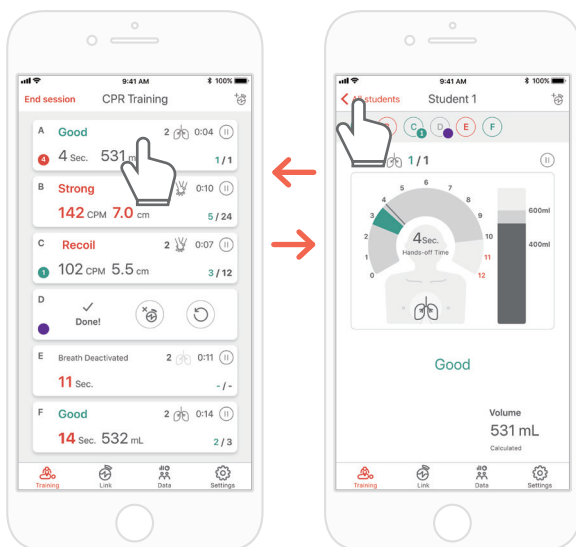 9:41 AM
100%
End session
CPR Training
A
Good
2
0:04
4
4 Sec.
531 m
1 / 1
B
Strong
0:10
142 CPM 7.0 cm
5 / 24
C
Recoil
2
0:07
1
102 CPM 5.5 cm
3 / 12
D
Done!
E
Breath Deactivated
2
0:11
11 Sec.
- / -
F
Good
2
0:14
14 Sec. 532 mL
2 / 3
Training
Link
Data
Settings
9:41 AM
100%
All students
Student 1
B
C
1
D
E
F
1 / 1
0
1
2
3
4
5
6
7
8
9
10
11
12
4 Sec.
Hands-off Time
600ml
400ml
Good
Volume
531 mL
Calculated
Training
Link
Data
Settings